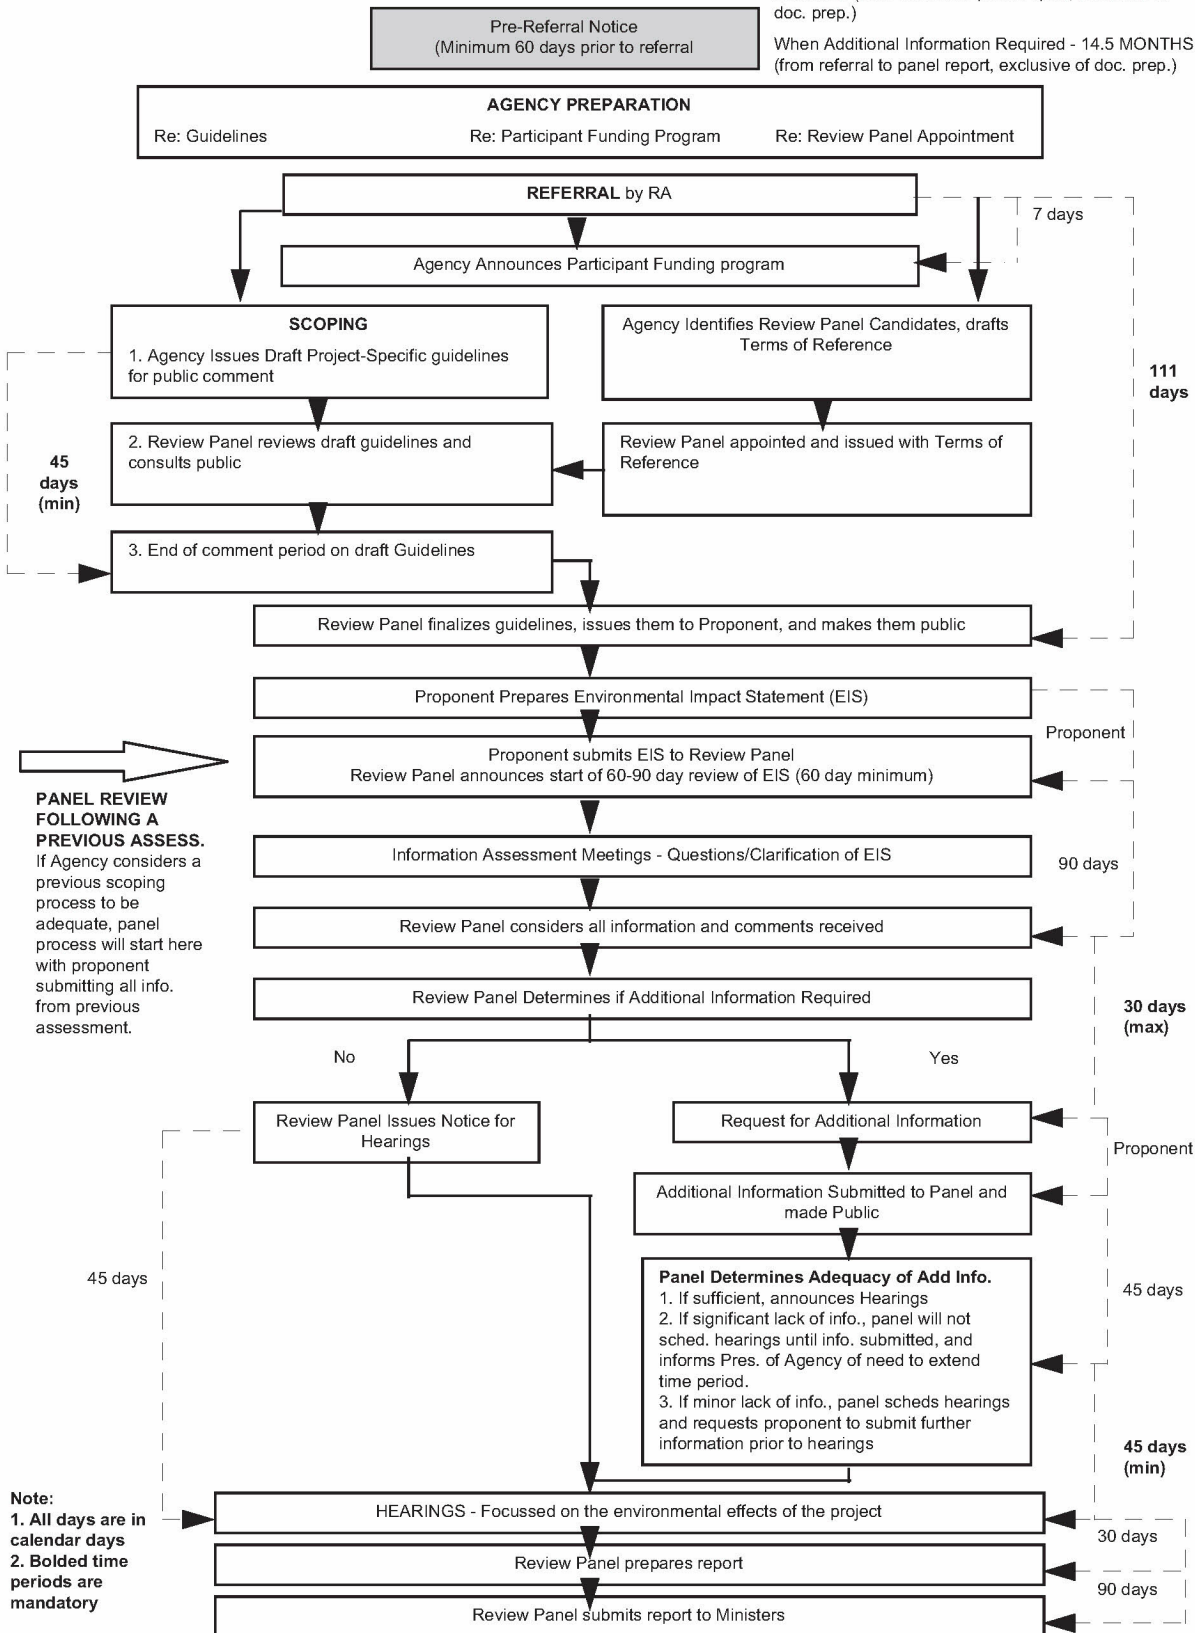 doc. prep.)
Pre-Referral Notice
(Minimum 60 days prior to referral
When Additional Information Required - 14.5 MONTHS
(from referral to panel report, exclusive of doc. prep.)
AGENCY PREPARATION
Re: Guidelines
Re: Participant Funding Program
Re: Review Panel Appointment
REFERRAL by RA
7 days
Agency Announces Participant Funding program
SCOPING
1. Agency Issues Draft Project-Specific guidelines
for public comment
Agency Identifies Review Panel Candidates, drafts
Terms of Reference
111
days
2. Review Panel reviews draft guidelines and
consults public
Review Panel appointed and issued with Terms of
Reference
45
days
(min)
3. End of comment period on draft Guidelines
Review Panel finalizes guidelines, issues them to Proponent, and makes them public
Proponent Prepares Environmental Impact Statement (EIS)
Proponent
Proponent submits EIS to Review Panel
Review Panel announces start of 60-90 day review of EIS (60 day minimum)
PANEL REVIEW
FOLLOWING A
PREVIOUS ASSESS.
If Agency considers a
previous scoping
process to be
adequate, panel
process will start here
with proponent
submitting all info.
from previous
assessment.
Information Assessment Meetings - Questions/Clarification of EIS
90 days
Review Panel considers all information and comments received
Review Panel Determines if Additional Information Required
30 days
(max)
No
Yes
Review Panel Issues Notice for
Hearings
Request for Additional Information
Proponent
Additional Information Submitted to Panel and
made Public
45 days
Panel Determines Adequacy of Add Info.
1. If sufficient, announces Hearings
2. If significant lack of info., panel will not
sched. hearings until info. submitted, and
informs Pres. of Agency of need to extend
time period.
3. If minor lack of info., panel scheds hearings
and requests proponent to submit further
information prior to hearings
45 days
45 days
(min)
Note:
1. All days are in
calendar days
2. Bolded time
periods are
mandatory
HEARINGS - Focussed on the environmental effects of the project
30 days
Review Panel prepares report
90 days
Review Panel submits report to Ministers